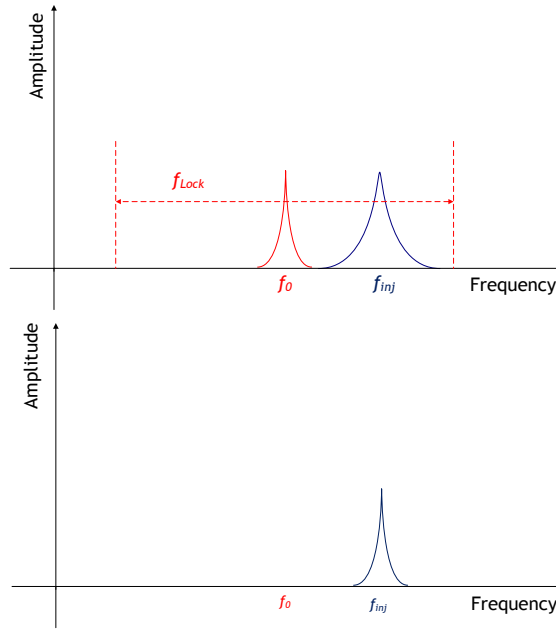 Amplitude
f_Lock
f_0
f_inj
Frequency
Amplitude
f_0
f_inj
Frequency